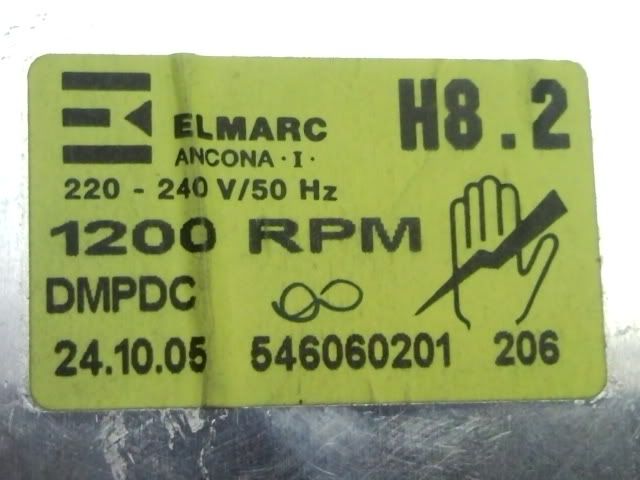 ELMARC
ANCONA · I ·
H8.2
220 - 240 V/50 Hz
1200 RPM
DMPDC
24.10.05 546060201 206